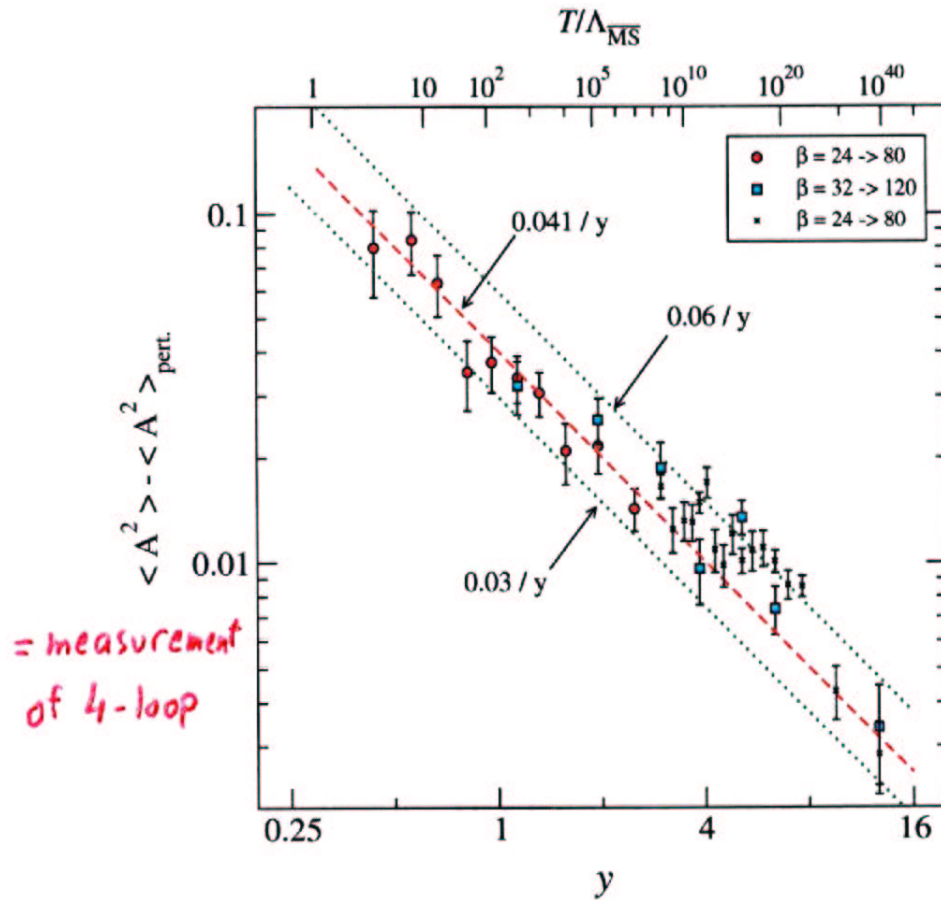 T/Λ_MS̅
1 10 10² 10⁵ 10¹⁰ 10²⁰ 10⁴⁰
β = 24 -> 80
β = 32 -> 120
β = 24 -> 80
0.1
0.041 / y
0.06 / y
< A² > - < A² >pert.
0.01
0.03 / y
= measurement
of 4-loop
0.25 1 4 16
y